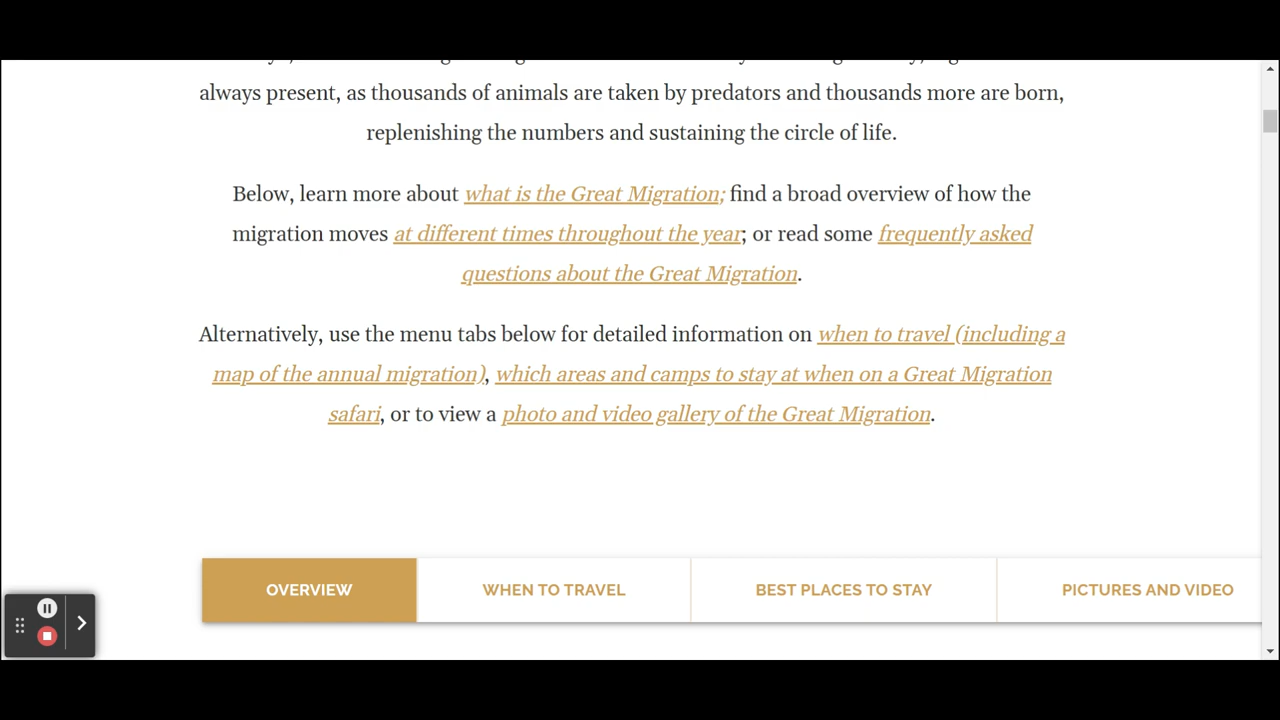 always present, as thousands of animals are taken by predators and thousands more are born,
replenishing the numbers and sustaining the circle of life.
Below, learn more about what is the Great Migration; find a broad overview of how the
migration moves at different times throughout the year; or read some frequently asked
questions about the Great Migration.
Alternatively, use the menu tabs below for detailed information on when to travel (including a
map of the annual migration), which areas and camps to stay at when on a Great Migration
safari, or to view a photo and video gallery of the Great Migration.
OVERVIEW WHEN TO TRAVEL BEST PLACES TO STAY PICTURES AND VIDEO